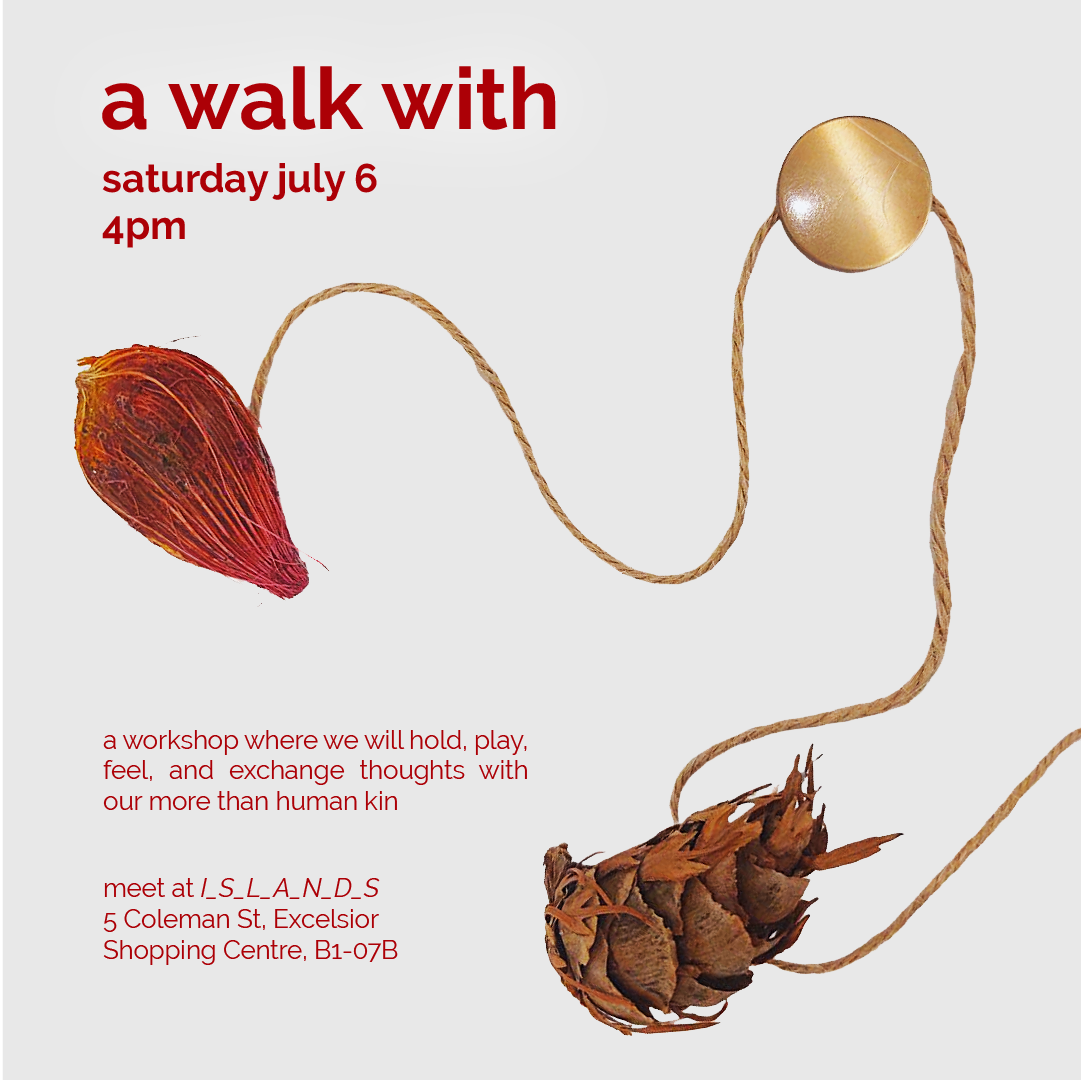 a walk with
saturday july 6
4pm
a workshop where we will hold, play,
feel, and exchange thoughts with
our more than human kin
meet at I_S_L_A_N_D_S
5 Coleman St, Excelsior
Shopping Centre, B1-07B